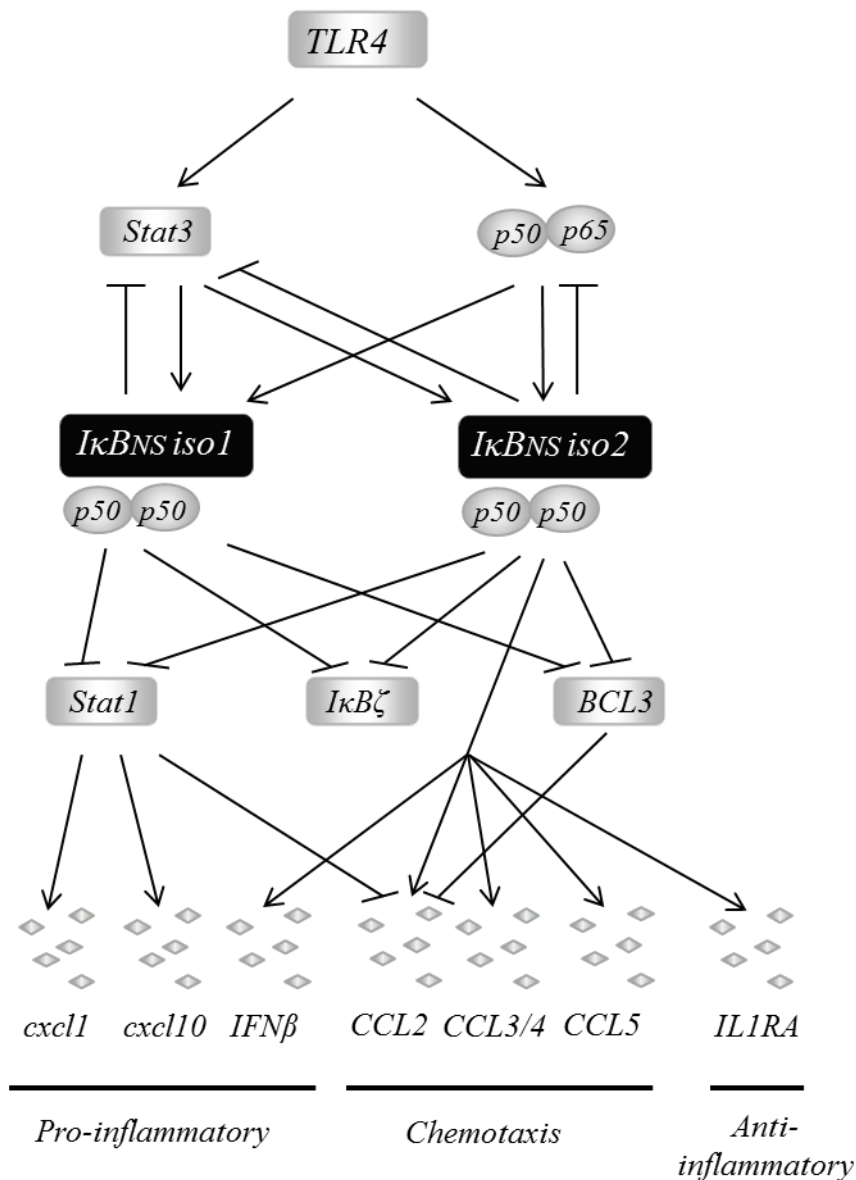 TLR4
Stat3
p50 p65
IκBNS iso1
IκBNS iso2
p50 p50
p50 p50
Stat1
IκBζ
BCL3
cxcl1
cxcl10
IFNβ
CCL2
CCL3/4
CCL5
IL1RA
Pro-inflammatory
Chemotaxis
Anti-
inflammatory